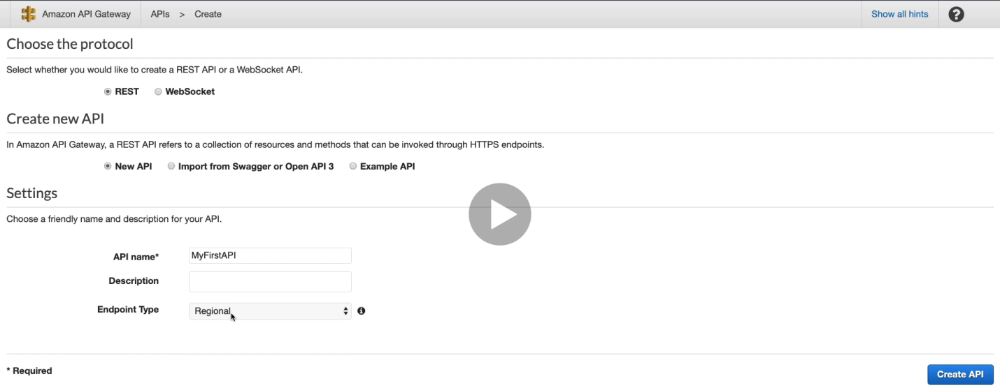 Amazon API Gateway APIs > Create Show all hints ?
Choose the protocol
Select whether you would like to create a REST API or a WebSocket API.
REST WebSocket
Create new API
In Amazon API Gateway, a REST API refers to a collection of resources and methods that can be invoked through HTTPS endpoints.
New API Import from Swagger or Open API 3 Example API
Settings
Choose a friendly name and description for your API.
API name* MyFirstAPI
Description
Endpoint Type Regional i
* Required Create API